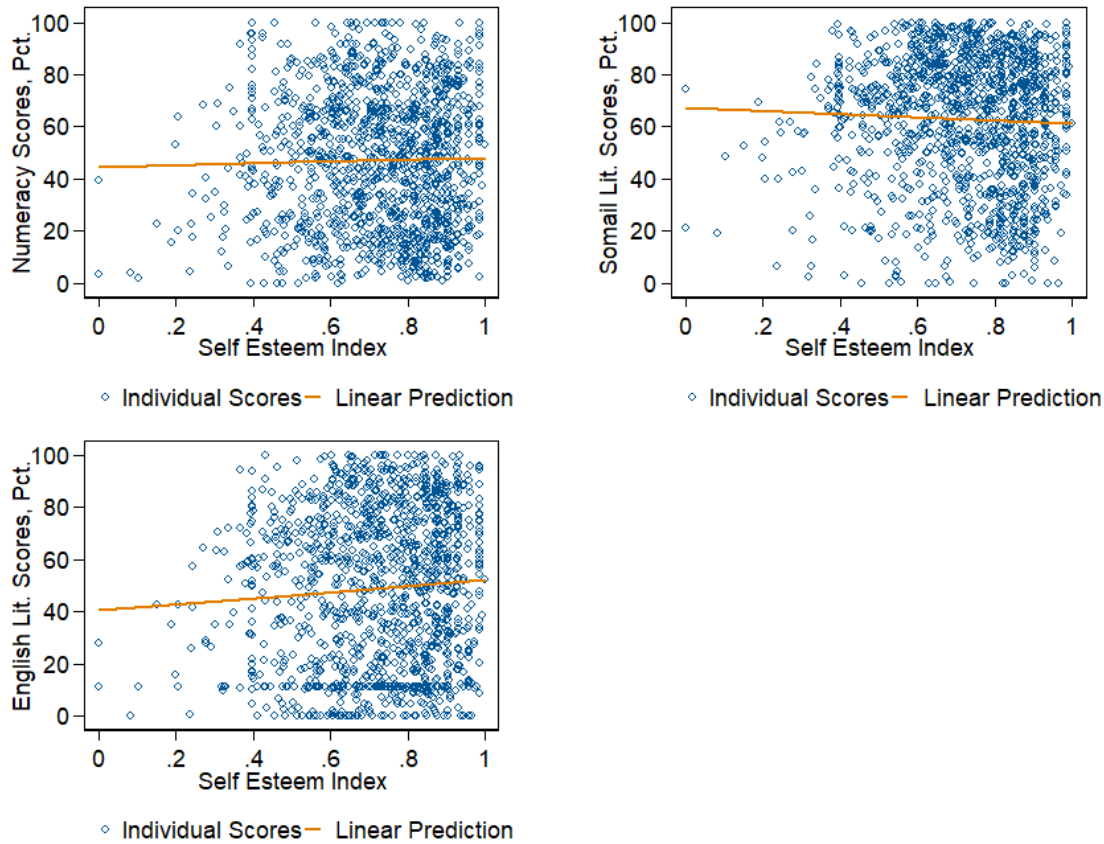 Numeracy Scores, Pct.
100
80
60
40
20
0
0 .2 .4 .6 .8 1
Self Esteem Index
Individual Scores Linear Prediction
Somail Lit. Scores, Pct.
100
80
60
40
20
0
0 .2 .4 .6 .8 1
Self Esteem Index
Individual Scores Linear Prediction
English Lit. Scores, Pct.
100
80
60
40
20
0
0 .2 .4 .6 .8 1
Self Esteem Index
Individual Scores Linear Prediction